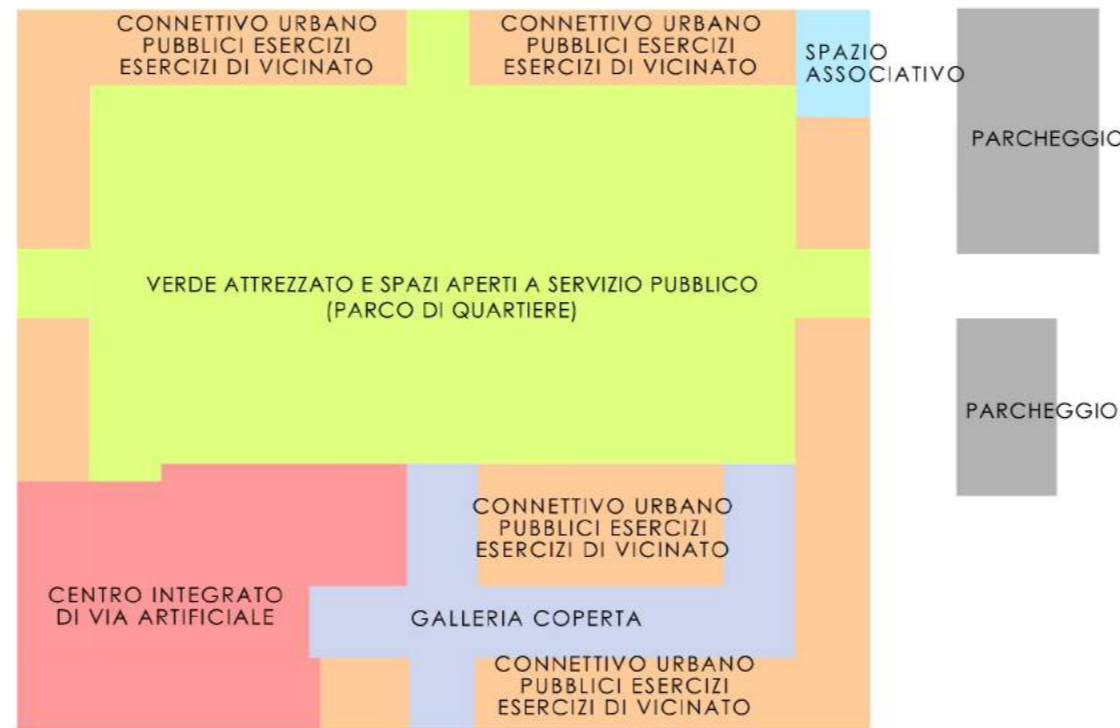 CONNETTIVO URBANO
PUBBLICI ESERCIZI
ESERCIZI DI VICINATO
CONNETTIVO URBANO
PUBBLICI ESERCIZI
ESERCIZI DI VICINATO
SPAZIO
ASSOCIATIVO
PARCHEGGIO
VERDE ATTREZZATO E SPAZI APERTI A SERVIZIO PUBBLICO
(PARCO DI QUARTIERE)
PARCHEGGIO
CONNETTIVO URBANO
PUBBLICI ESERCIZI
ESERCIZI DI VICINATO
CENTRO INTEGRATO
DI VIA ARTIFICIALE
GALLERIA COPERTA
CONNETTIVO URBANO
PUBBLICI ESERCIZI
ESERCIZI DI VICINATO